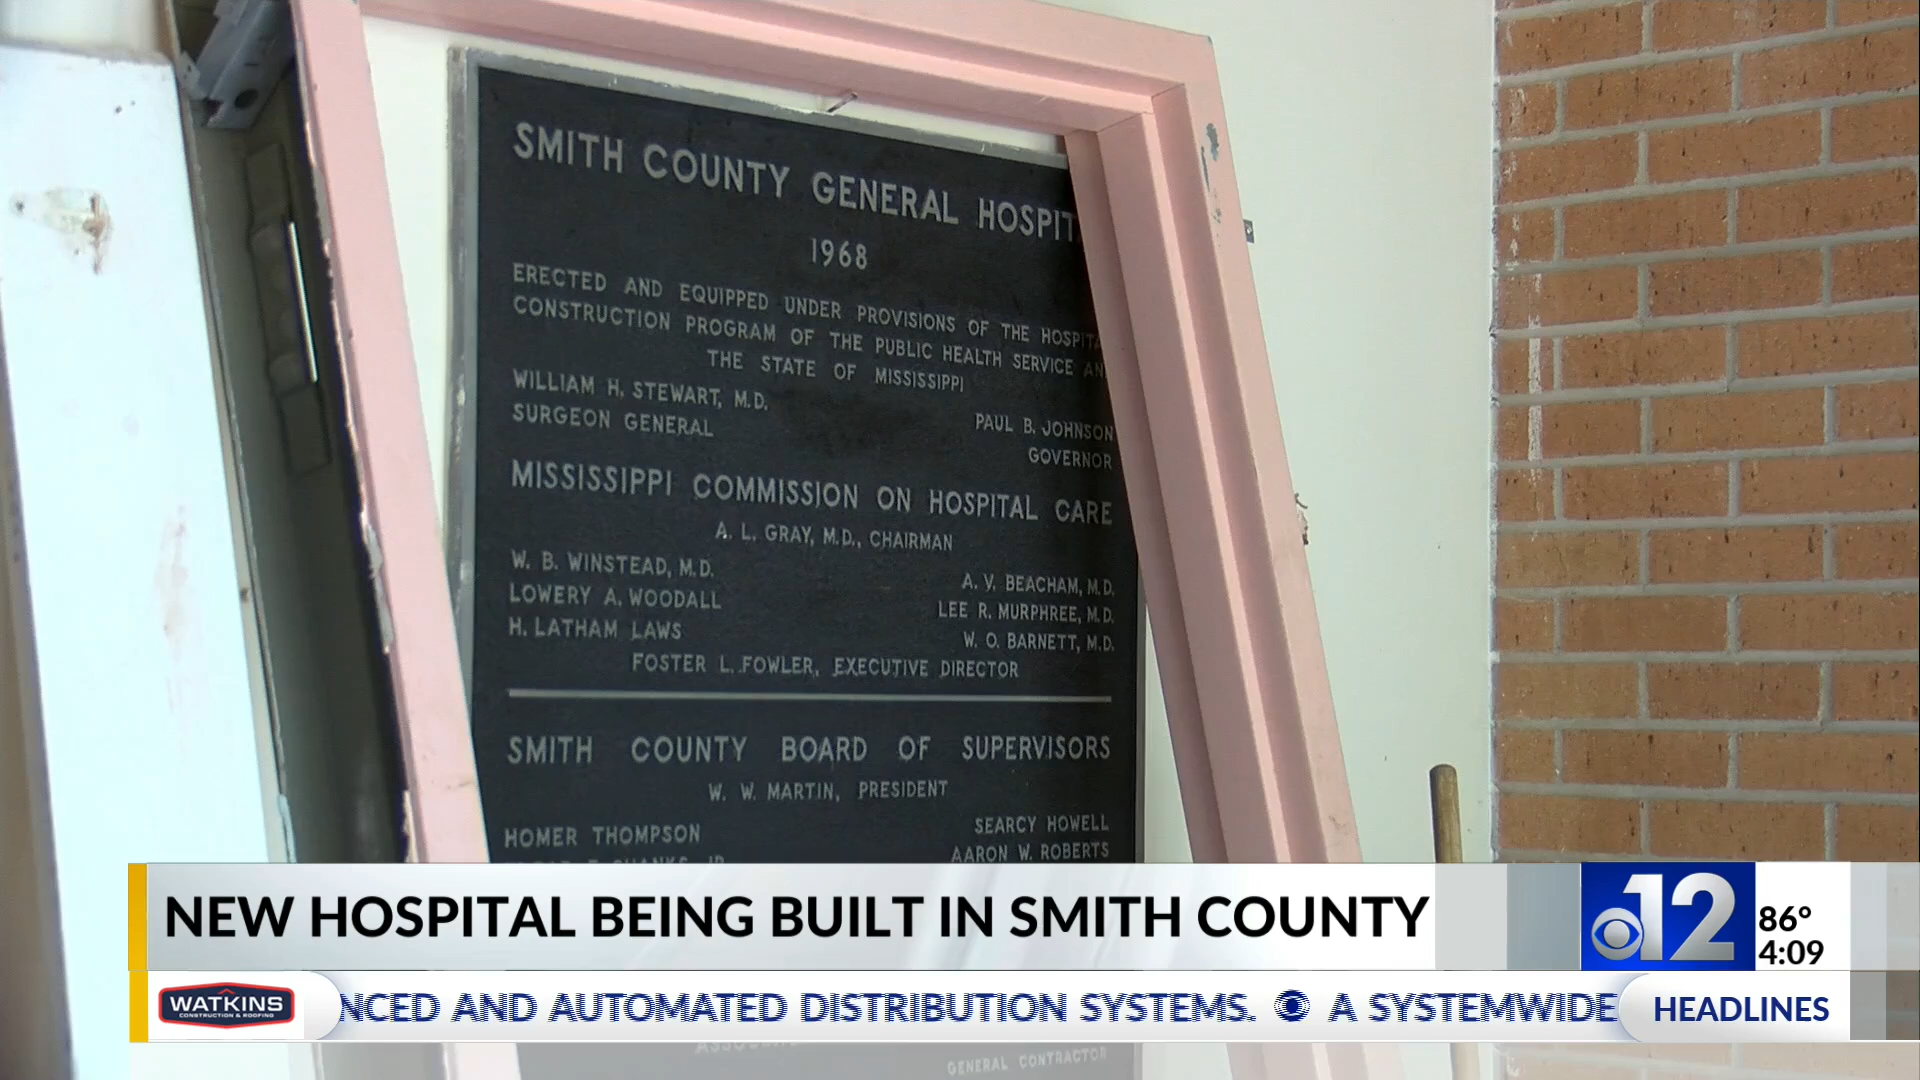 SMITH COUNTY GENERAL HOSPIT
1968
ERECTED AND EQUIPPED UNDER PROVISIONS OF THE HOSPITA
CONSTRUCTION PROGRAM OF THE PUBLIC HEALTH SERVICE AN
THE STATE OF MISSISSIPPI
WILLIAM H. STEWART, M.D.
SURGEON GENERAL
PAUL B. JOHNSON
GOVERNOR
MISSISSIPPI COMMISSION ON HOSPITAL CARE
A. L. GRAY, M.D., CHAIRMAN
W. B. WINSTEAD, M.D.
LOWERY A. WOODALL
H. LATHAM LAWS
A. V. BEACHAM, M.D.
LEE R. MURPHREE, M.D.
W. O. BARNETT, M.D.
FOSTER L. FOWLER, EXECUTIVE DIRECTOR
SMITH COUNTY BOARD OF SUPERVISORS
W. W. MARTIN, PRESIDENT
HOMER THOMPSON
SEARCY HOWELL
AARON W. ROBERTS
NEW HOSPITAL BEING BUILT IN SMITH COUNTY
12
86°
4:09
WATKINS
CONSTRUCTION & ROOFING
NCED AND AUTOMATED DISTRIBUTION SYSTEMS. A SYSTEMWIDE
HEADLINES
GENERAL CONTRACTOR